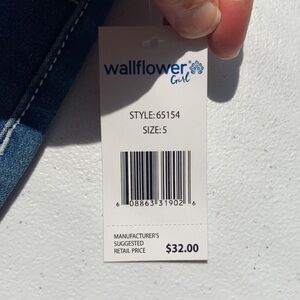 wallflower
Girl
STYLE: 65154
SIZE: 5
6 08863 31902 6
MANUFACTURER'S
SUGGESTED
RETAIL PRICE $32.00